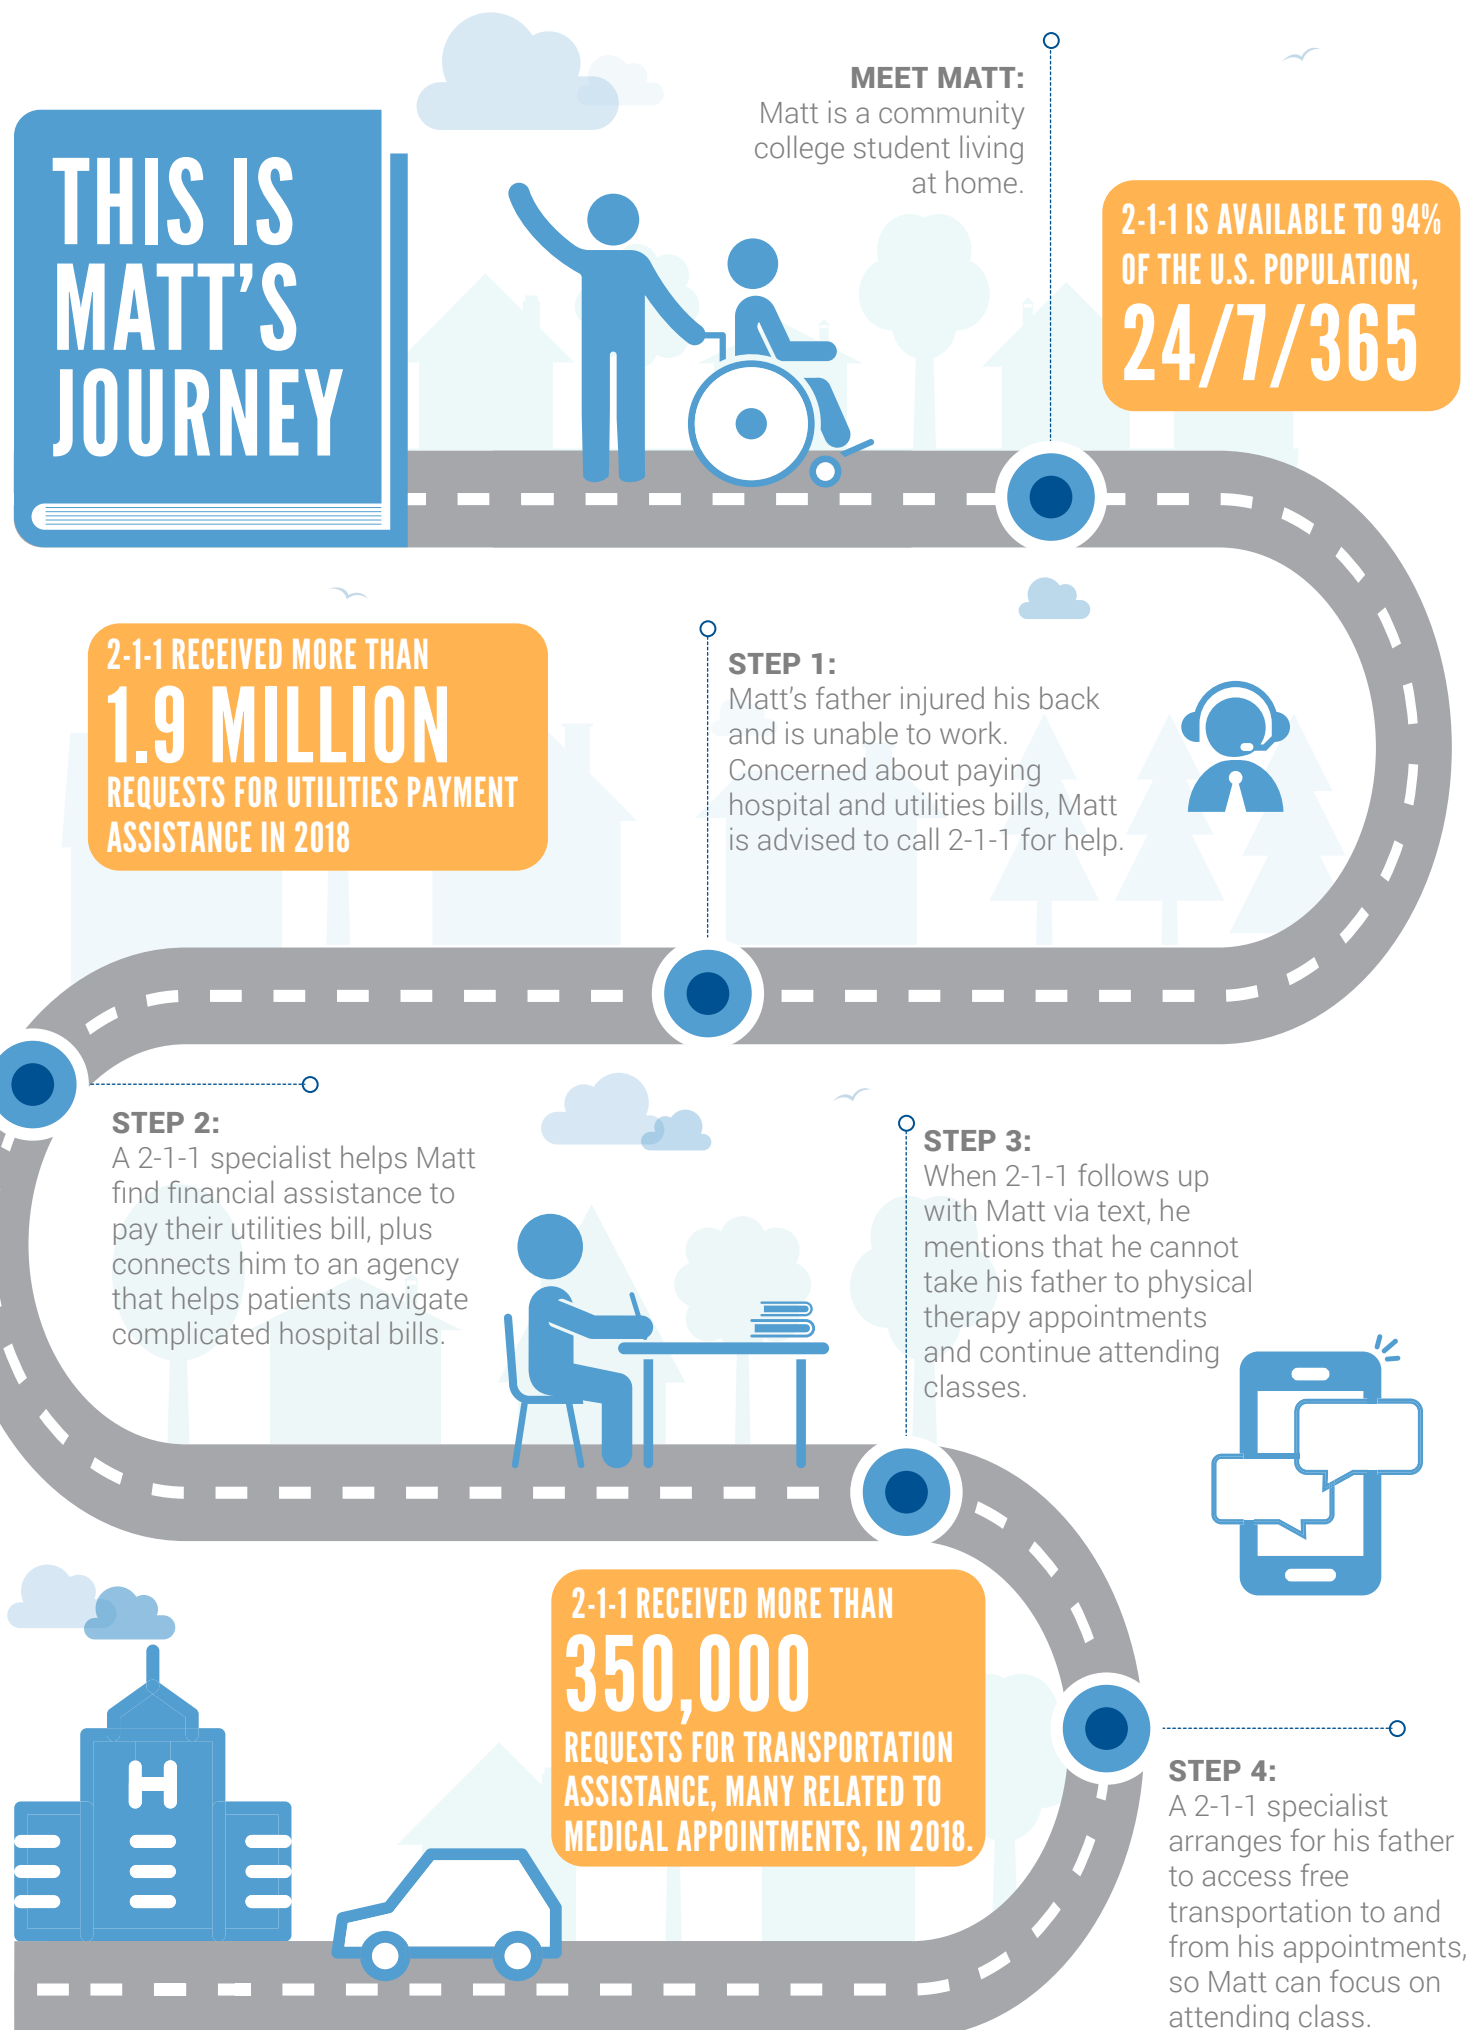 THIS IS
MATT'S
JOURNEY
MEET MATT:
Matt is a community
college student living
at home.
2-1-1 IS AVAILABLE TO 94%
OF THE U.S. POPULATION,
24/7/365
2-1-1 RECEIVED MORE THAN
1.9 MILLION
REQUESTS FOR UTILITIES PAYMENT
ASSISTANCE IN 2018
STEP 1:
Matt's father injured his back
and is unable to work.
Concerned about paying
hospital and utilities bills, Matt
is advised to call 2-1-1 for help.
STEP 2:
A 2-1-1 specialist helps Matt
find financial assistance to
pay their utilities bill, plus
connects him to an agency
that helps patients navigate
complicated hospital bills.
STEP 3:
When 2-1-1 follows up
with Matt via text, he
mentions that he cannot
take his father to physical
therapy appointments
and continue attending
classes.
2-1-1 RECEIVED MORE THAN
350,000
REQUESTS FOR TRANSPORTATION
ASSISTANCE, MANY RELATED TO
MEDICAL APPOINTMENTS, IN 2018.
H
STEP 4:
A 2-1-1 specialist
arranges for his father
to access free
transportation to and
from his appointments,
so Matt can focus on
attending class.